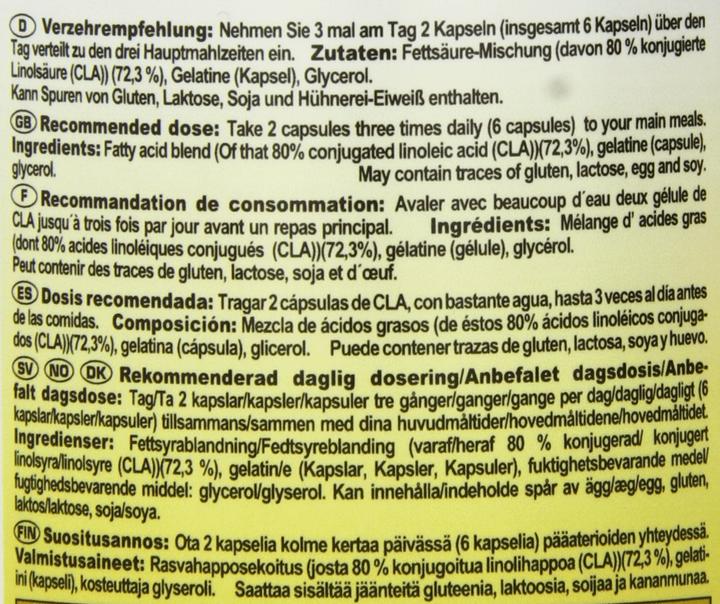 D Verzehrempfehlung: Nehmen Sie 3 mal am Tag 2 Kapseln (insgesamt 6 Kapseln) über den
Tag verteilt zu den drei Hauptmahlzeiten ein. Zutaten: Fettsäure-Mischung (davon 80 % konjugierte
Linolsäure (CLA)) (72,3 %), Gelatine (Kapsel), Glycerol.
Kann Spuren von Gluten, Laktose, Soja und Hühnerei-Eiweiß enthalten.
GB Recommended dose: Take 2 capsules three times daily (6 capsules) to your main meals.
Ingredients: Fatty acid blend (Of that 80% conjugated linoleic acid (CLA))(72,3%), gelatine (capsule),
glycerol. May contain traces of gluten, lactose, egg and soy.
F Recommandation de consommation: Avaler avec beaucoup d´eau deux gélule de
CLA jusqu´à trois fois par jour avant un repas principal. Ingrédients: Mélange d' acides gras
(dont 80% acides linoléiques conjugués (CLA))(72,3%), gélatine (gélule), glycérol.
Peut contenir des traces de gluten, lactose, soja et d´œuf.
ES Dosis recomendada: Tragar 2 cápsulas de CLA, con bastante agua, hasta 3 veces al día antes
de las comidas. Composición: Mezcla de ácidos grasos (de éstos 80% ácidos linoléicos conjuga-
dos (CLA))(72,3%), gelatina (cápsula), glicerol. Puede contener trazas de gluten, lactosa, soya y huevo.
SV NO DK Rekommenderad daglig dosering/Anbefalet dagsdosis/Anbe-
falt dagsdose: Tag/Ta 2 kapslar/kapsler/kapsuler tre gånger/ganger/gange per dag/daglig/dagligt (6
kapslar/kapsler/kapsuler) tillsammans/sammen med dina huvudmåltider/hovedmåltidene/hovedmåltidet.
Ingredienser: Fettsyrablandning/Fedtsyreblanding (varaf/heraf 80 % konjugerad/ konjugert
linolsyra/linolsyre (CLA))(72,3 %), gelatin/e (Kapslar, Kapsler, Kapsuler), fuktighetsbevarande medel/
fugtighedsbevarende middel: glycerol/glyserol. Kan innehålla/indeholde spår av ägg/æg/egg, gluten,
laktos/laktose, soja/soya.
FIN Suositusannos: Ota 2 kapselia kolme kertaa päivässä (6 kapselia) pääaterioiden yhteydessä.
Valmistusaineet: Rasvahapposekoitus (josta 80 % konjugoitua linolihappoa (CLA))(72,3 %), gelati-
ini (kapseli), kosteuttaja glyseroli. Saattaa sisältää jäänteitä gluteenia, laktoosia, soijaa ja kananmunaa.